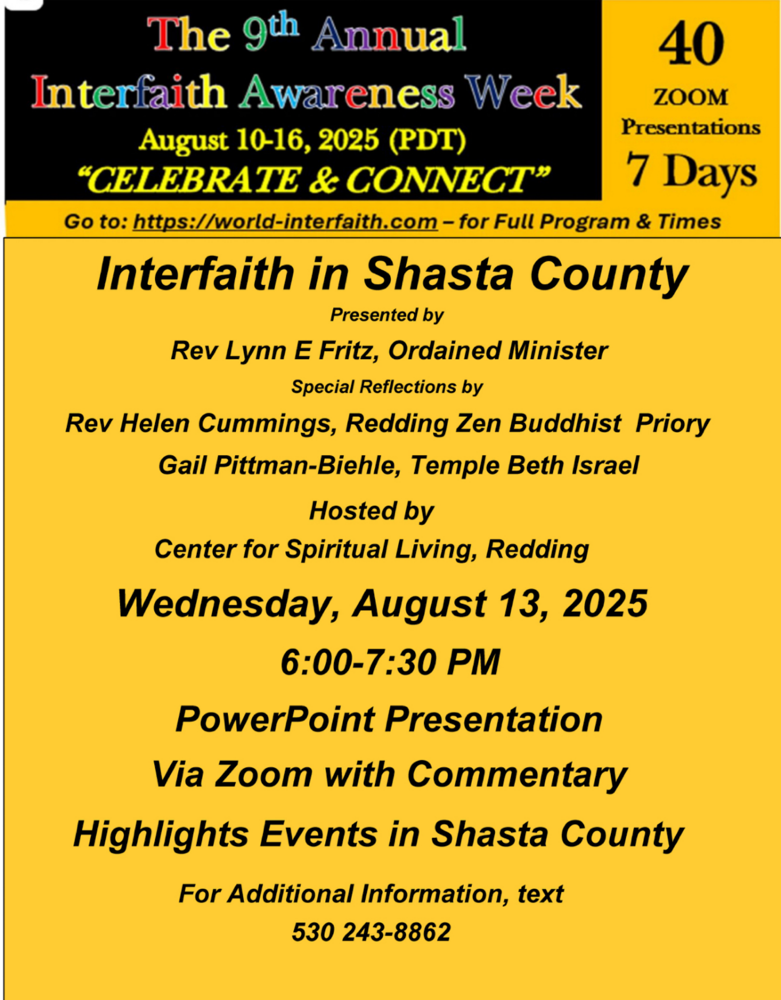 The 9th Annual
Interfaith Awareness Week
August 10-16, 2025 (PDT)
“CELEBRATE & CONNECT”
40
ZOOM
Presentations
7 Days
Go to: https://world-interfaith.com – for Full Program & Times
Interfaith in Shasta County
Presented by
Rev Lynn E Fritz, Ordained Minister
Special Reflections by
Rev Helen Cummings, Redding Zen Buddhist Priory
Gail Pittman-Biehle, Temple Beth Israel
Hosted by
Center for Spiritual Living, Redding
Wednesday, August 13, 2025
6:00-7:30 PM
PowerPoint Presentation
Via Zoom with Commentary
Highlights Events in Shasta County
For Additional Information, text
530 243-8862